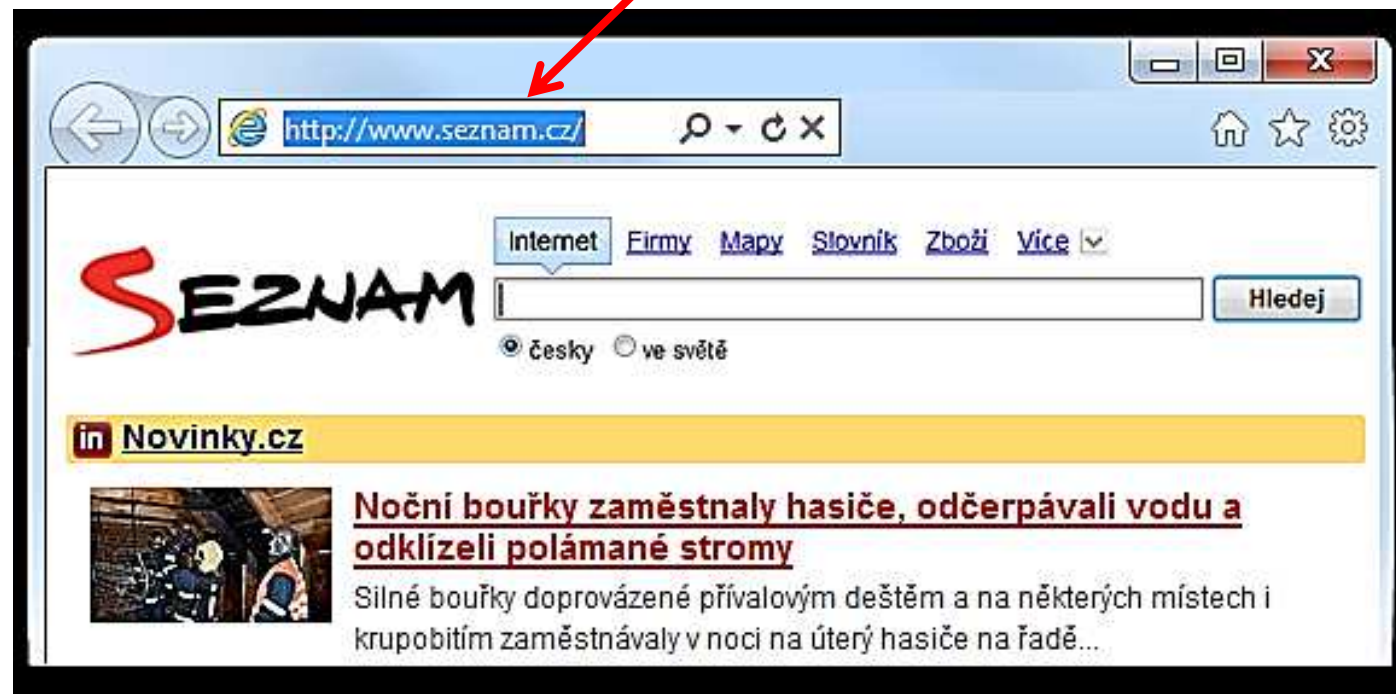 http://www.seznam.cz/
Internet Firmy Mapy Slovník Zboží Více
SEZNAM
Hledej
česky ve světě
in Novinky.cz
Noční bouřky zaměstnaly hasiče, odčerpávali vodu a
odklízeli polámané stromy
Silné bouřky doprovázené přívalovým deštěm a na některých místech i
krupobitím zaměstnávaly v noci na úterý hasiče na řadě...